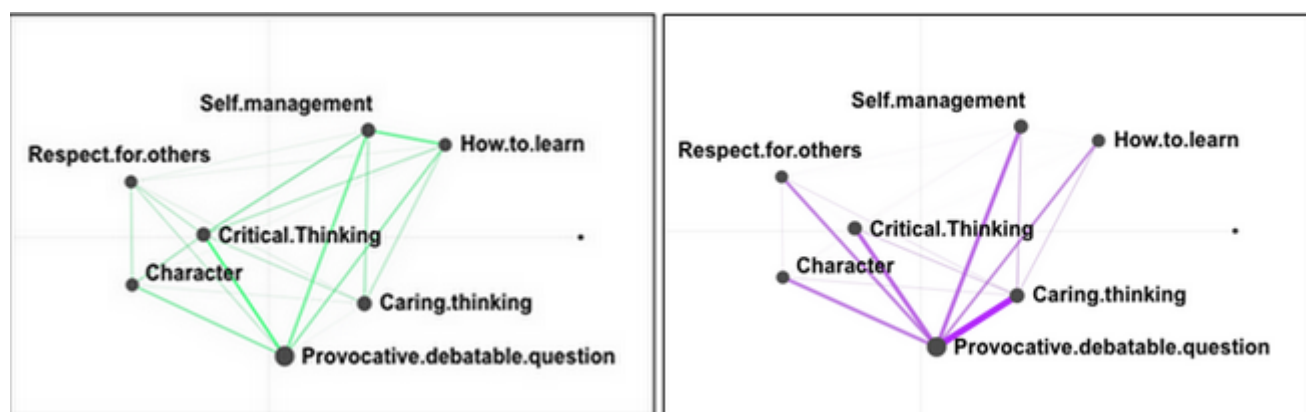 Self.management
How.to.learn
Respect.for.others
Critical.Thinking
Character
Caring.thinking
Provocative.debatable.question
Self.management
How.to.learn
Respect.for.others
Critical.Thinking
Character
Caring.thinking
Provocative.debatable.question